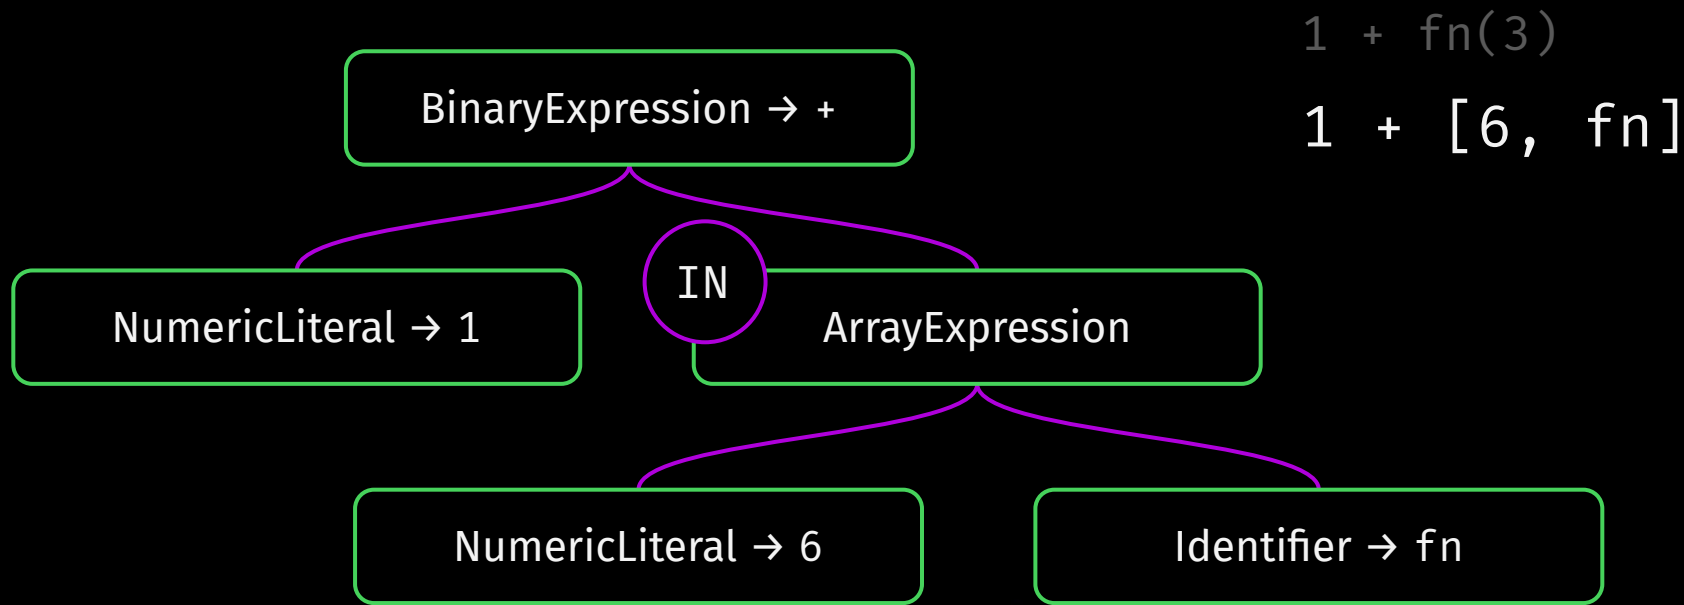 1 + fn(3)
BinaryExpression → +
1 + [6, fn]
IN
NumericLiteral → 1
ArrayExpression
NumericLiteral → 6
Identifier → fn